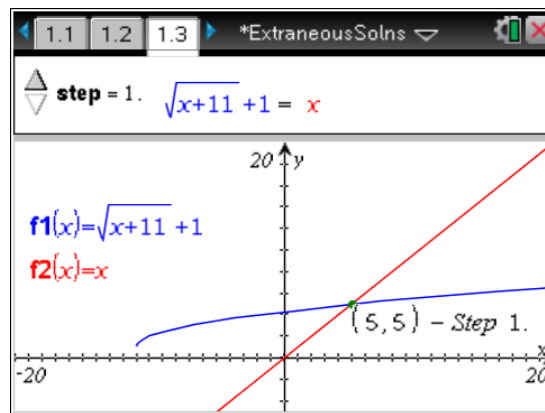 1.1 1.2 1.3 *ExtraneousSolns
step = 1. √x+11 +1 = x
20 y
f1(x)=√x+11 +1
f2(x)=x
(5,5) - Step 1.
x
-20 20